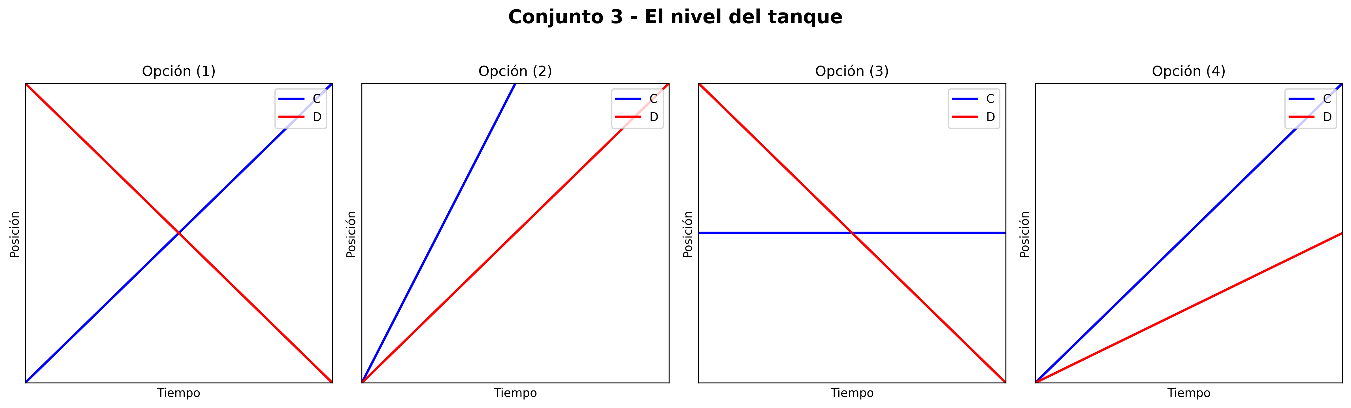 Conjunto 3 - El nivel del tanque
Opción (1)
C
D
Posición
Tiempo
Opción (2)
C
D
Posición
Tiempo
Opción (3)
C
D
Posición
Tiempo
Opción (4)
C
D
Posición
Tiempo